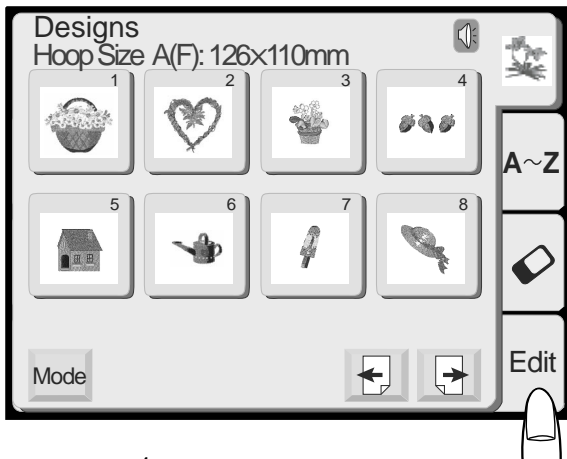 Designs
Hoop Size A(F): 126×110mm
1 2 3 4
A~Z
5 6 7 8
Mode
Edit